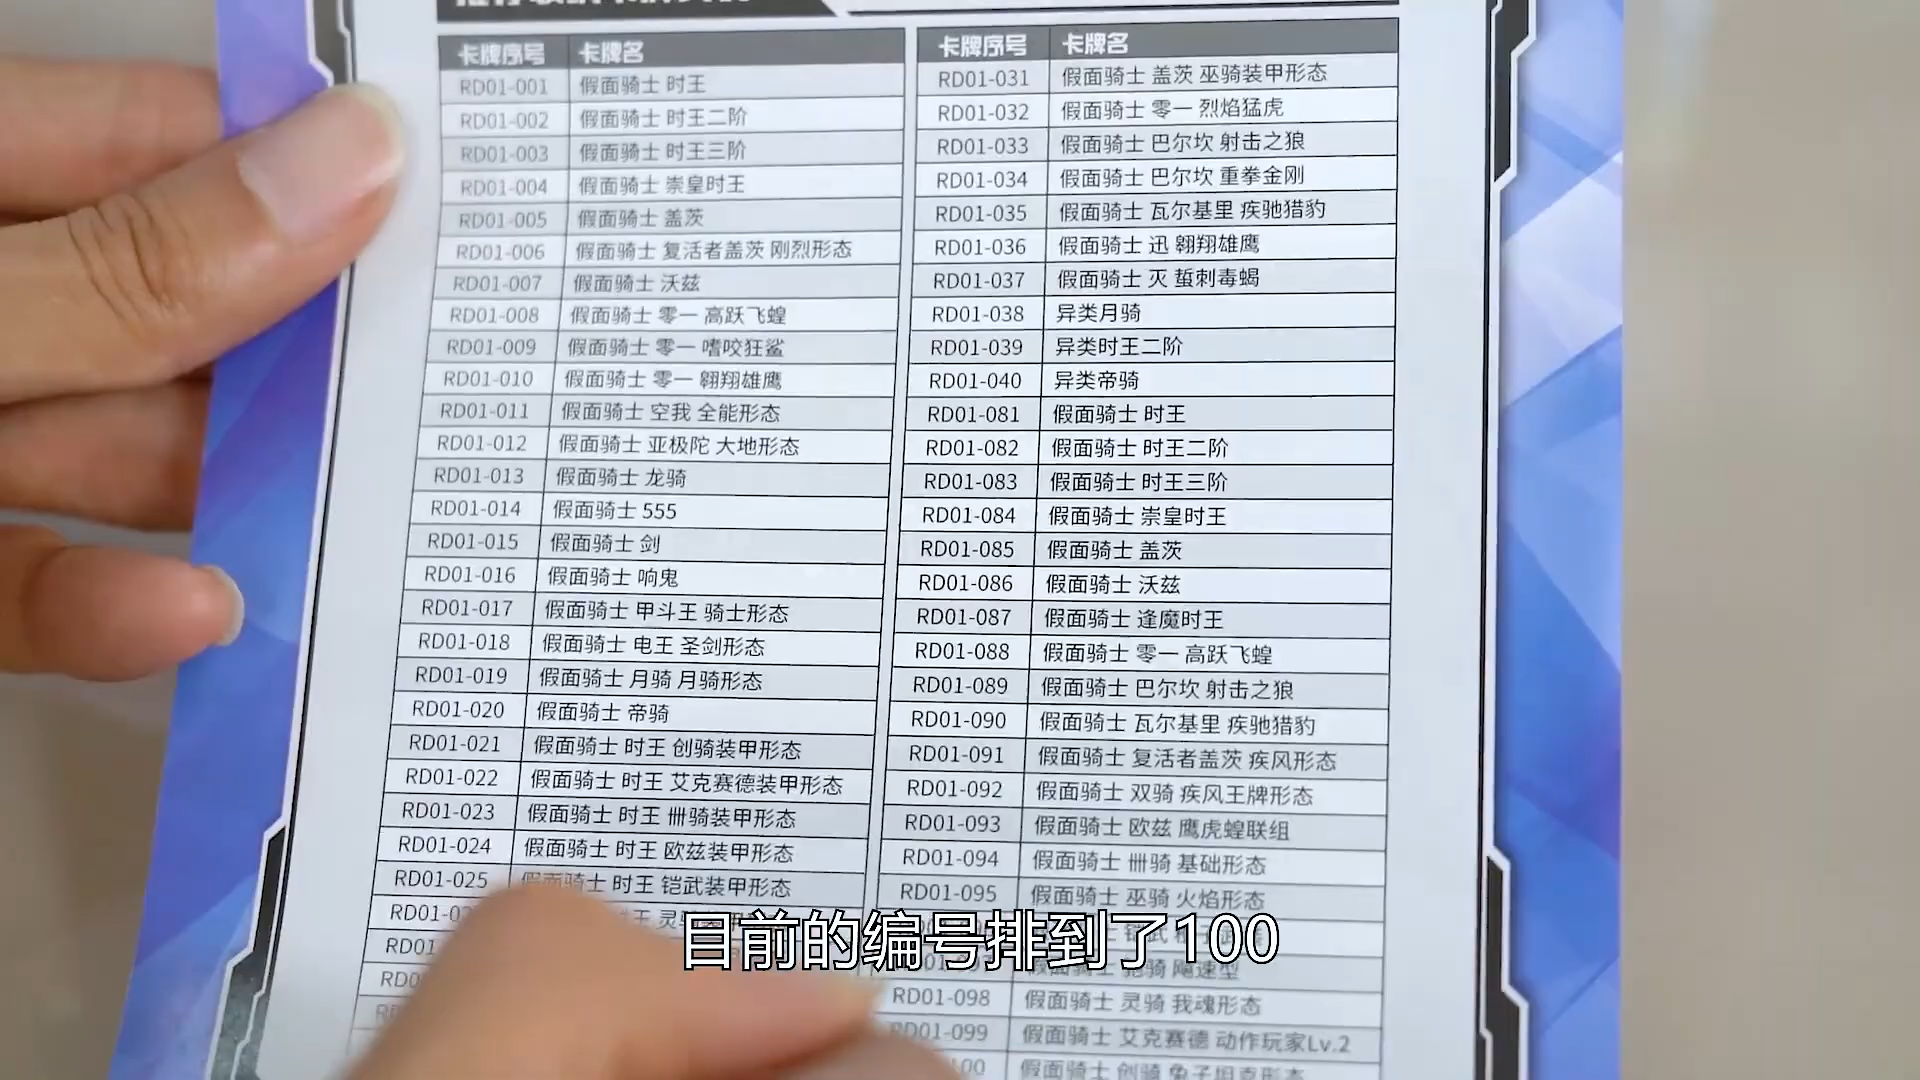 卡牌序号 卡牌名
RD01-001 假面骑士 时王
RD01-002 假面骑士 时王二阶
RD01-003 假面骑士 时王三阶
RD01-004 假面骑士 崇皇时王
RD01-005 假面骑士 盖茨
RD01-006 假面骑士 复活者盖茨 刚烈形态
RD01-007 假面骑士 沃兹
RD01-008 假面骑士 零一 高跃飞蝗
RD01-009 假面骑士 零一 嗜咬狂鲨
RD01-010 假面骑士 零一 翱翔雄鹰
RD01-011 假面骑士 空我 全能形态
RD01-012 假面骑士 亚极陀 大地形态
RD01-013 假面骑士 龙骑
RD01-014 假面骑士 555
RD01-015 假面骑士 剑
RD01-016 假面骑士 响鬼
RD01-017 假面骑士 甲斗王 骑士形态
RD01-018 假面骑士 电王 圣剑形态
RD01-019 假面骑士 月骑 月骑形态
RD01-020 假面骑士 帝骑
RD01-021 假面骑士 时王 创骑装甲形态
RD01-022 假面骑士 时王 艾克赛德装甲形态
RD01-023 假面骑士 时王 卌骑装甲形态
RD01-024 假面骑士 时王 欧兹装甲形态
RD01-025 假面骑士 时王 铠武装甲形态
卡牌序号 卡牌名
RD01-031 假面骑士 盖茨 巫骑装甲形态
RD01-032 假面骑士 零一 烈焰猛虎
RD01-033 假面骑士 巴尔坎 射击之狼
RD01-034 假面骑士 巴尔坎 重拳金刚
RD01-035 假面骑士 瓦尔基里 疾驰猎豹
RD01-036 假面骑士 迅 翱翔雄鹰
RD01-037 假面骑士 灭 蜇刺毒蝎
RD01-038 异类月骑
RD01-039 异类时王二阶
RD01-040 异类帝骑
RD01-081 假面骑士 时王
RD01-082 假面骑士 时王二阶
RD01-083 假面骑士 时王三阶
RD01-084 假面骑士 崇皇时王
RD01-085 假面骑士 盖茨
RD01-086 假面骑士 沃兹
RD01-087 假面骑士 逢魔时王
RD01-088 假面骑士 零一 高跃飞蝗
RD01-089 假面骑士 巴尔坎 射击之狼
RD01-090 假面骑士 瓦尔基里 疾驰猎豹
RD01-091 假面骑士 复活者盖茨 疾风形态
RD01-092 假面骑士 双骑 疾风王牌形态
RD01-093 假面骑士 欧兹 鹰虎蝗联组
RD01-094 假面骑士 卌骑 基础形态
RD01-095 假面骑士 巫骑 火焰形态
RD01-098 假面骑士 灵骑 我魂形态
RD01-099 假面骑士 艾克赛德 动作玩家Lv.2
假面骑士 创骑 兔子坦克形态
目前的编号排到了100